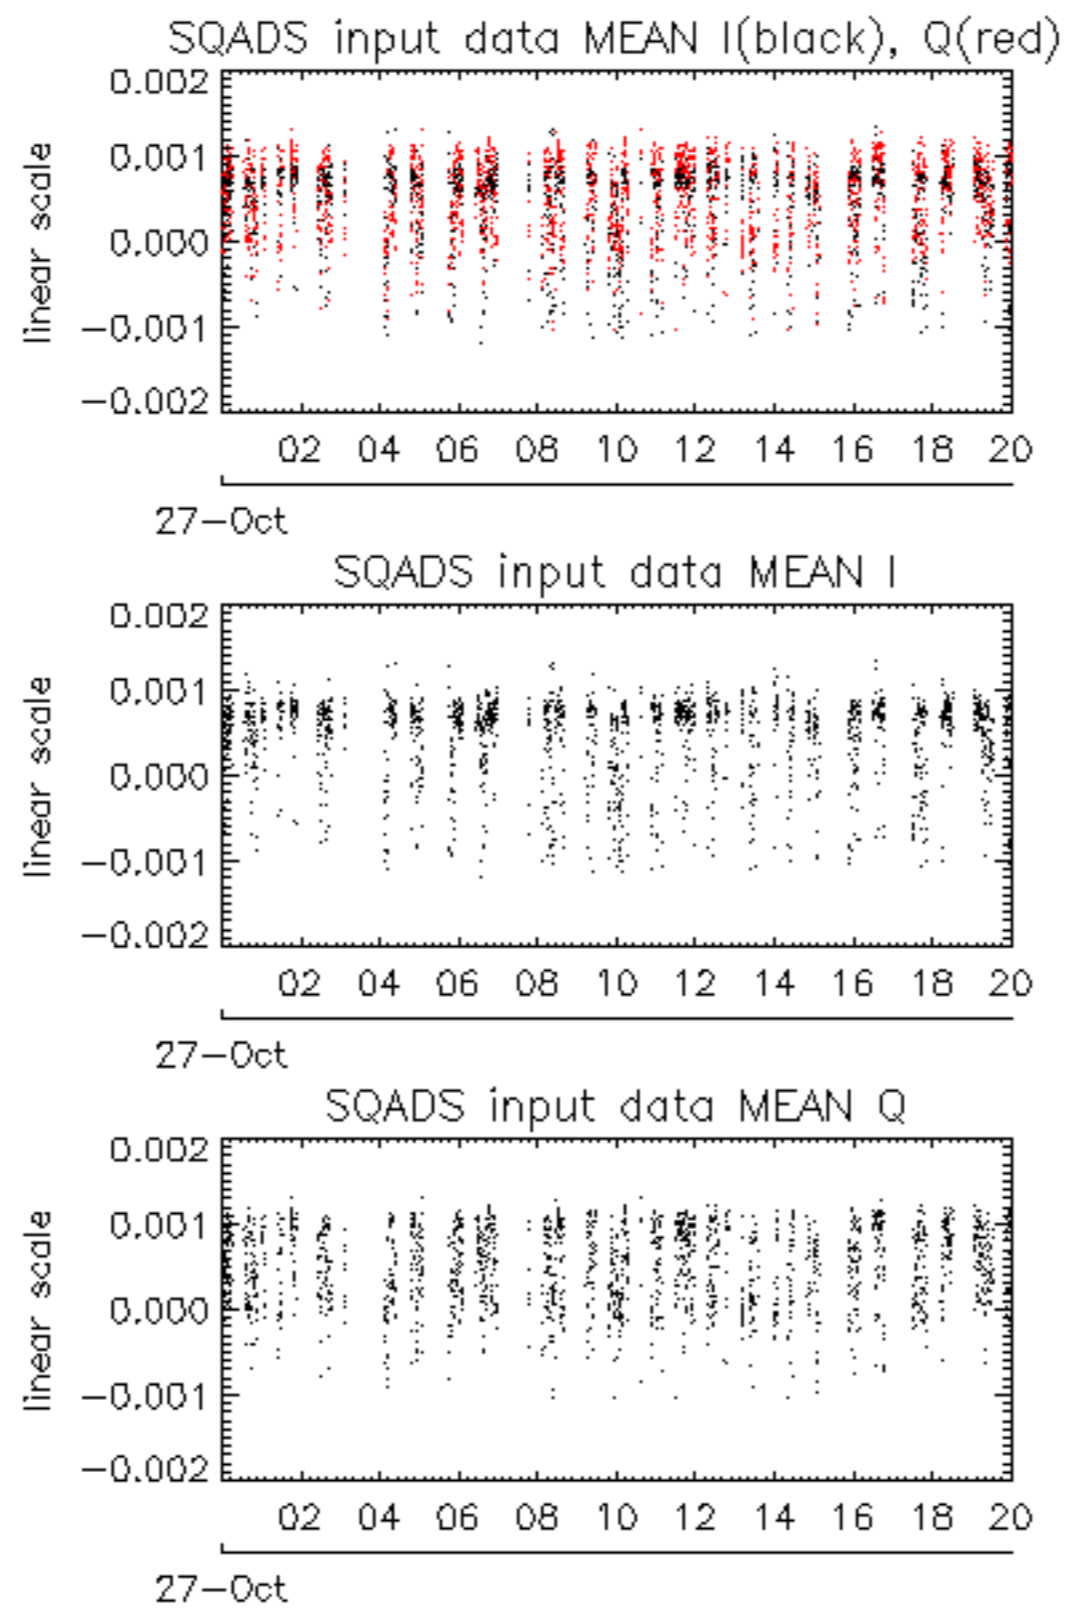 SQADS input data MEAN I(black), Q(red)
0.002
0.001
0.000
−0.001
−0.002
linear scale
02 04 06 08 10 12 14 16 18 20
27−Oct
SQADS input data MEAN I
0.002
0.001
0.000
−0.001
−0.002
linear scale
02 04 06 08 10 12 14 16 18 20
27−Oct
SQADS input data MEAN Q
0.002
0.001
0.000
−0.001
−0.002
linear scale
02 04 06 08 10 12 14 16 18 20
27−Oct